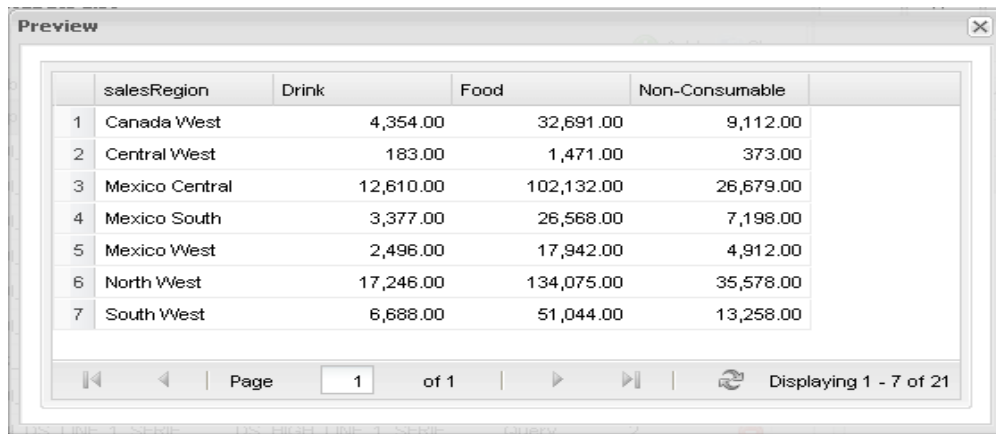 Preview
salesRegion Drink Food Non-Consumable
1 Canada West 4,354.00 32,691.00 9,112.00
2 Central West 183.00 1,471.00 373.00
3 Mexico Central 12,610.00 102,132.00 26,679.00
4 Mexico South 3,377.00 26,568.00 7,198.00
5 Mexico West 2,496.00 17,942.00 4,912.00
6 North West 17,246.00 134,075.00 35,578.00
7 South West 6,688.00 51,044.00 13,258.00
Page 1 of 1 Displaying 1 - 7 of 21